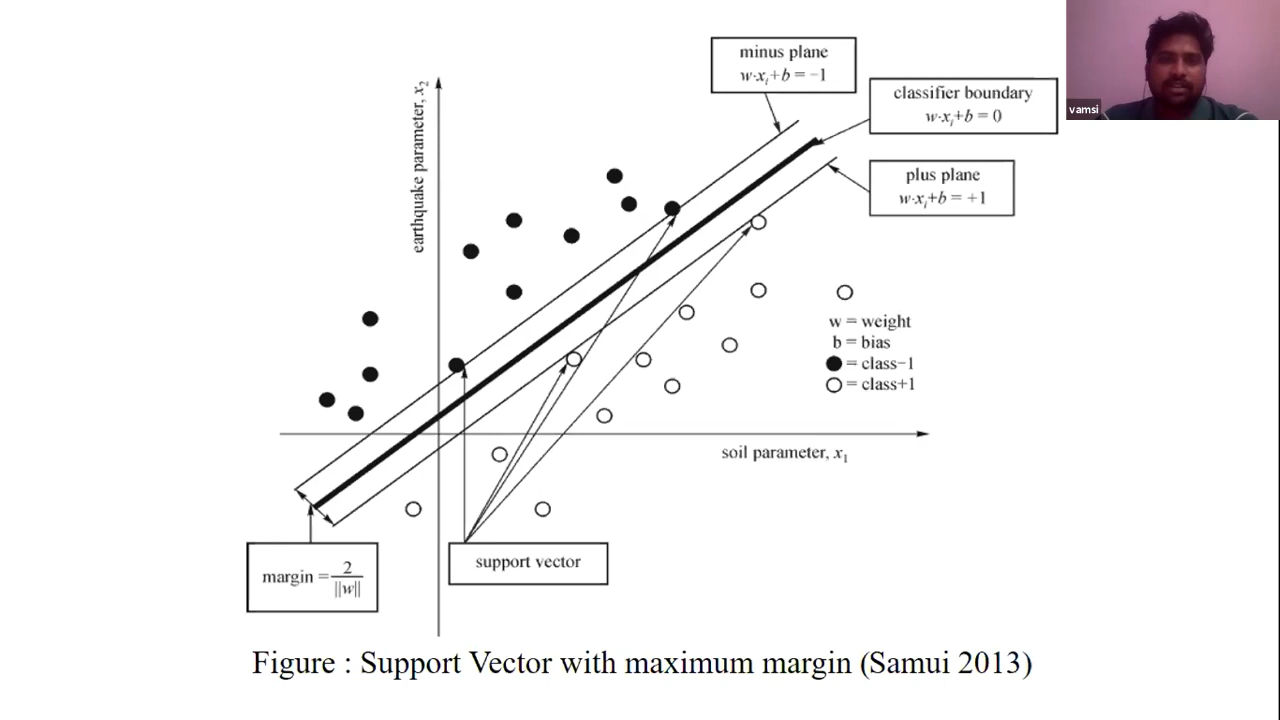 minus plane
w·xᵢ+b = −1
vamsi
classifier boundary
w·xᵢ+b = 0
earthquake parameter, x₂
plus plane
w·xᵢ+b = +1
w = weight
b = bias
= class−1
= class+1
soil parameter, x₁
support vector
margin = 2/||w||
Figure : Support Vector with maximum margin (Samui 2013)